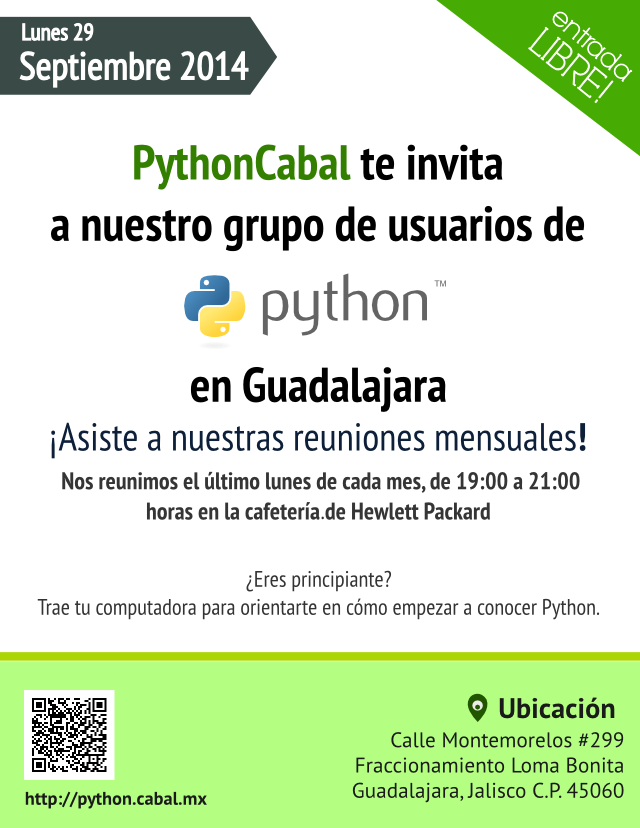 Lunes 29
Septiembre 2014
entrada
LIBRE!
PythonCabal te invita
a nuestro grupo de usuarios de
python™
en Guadalajara
¡Asiste a nuestras reuniones mensuales!
Nos reunimos el último lunes de cada mes, de 19:00 a 21:00
horas en la cafetería de Hewlett Packard
¿Eres principiante?
Trae tu computadora para orientarte en cómo empezar a conocer Python.
http://python.cabal.mx
Ubicación
Calle Montemorelos #299
Fraccionamiento Loma Bonita
Guadalajara, Jalisco C.P. 45060